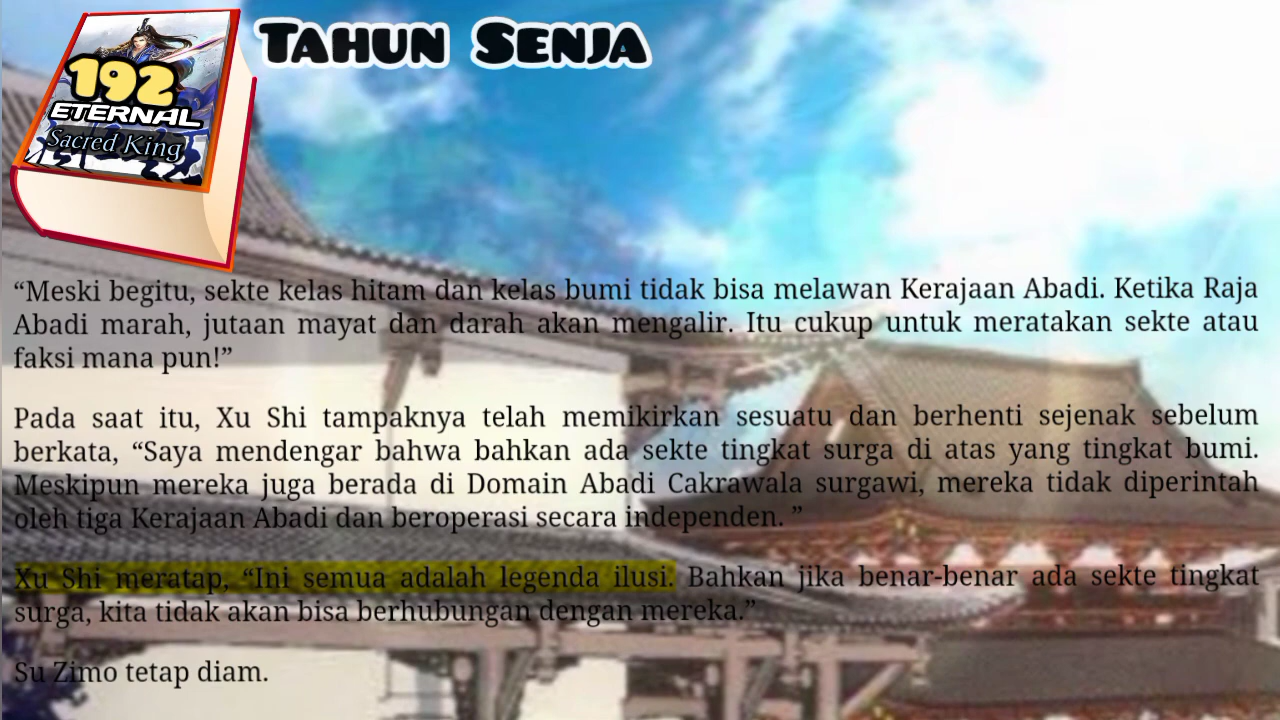 Tahun Senja
192
ETERNAL
Sacred King
“Meski begitu, sekte kelas hitam dan kelas bumi tidak bisa melawan Kerajaan Abadi. Ketika Raja
Abadi marah, jutaan mayat dan darah akan mengalir. Itu cukup untuk meratakan sekte atau
faksi mana pun!”
Pada saat itu, Xu Shi tampaknya telah memikirkan sesuatu dan berhenti sejenak sebelum
berkata, “Saya mendengar bahwa bahkan ada sekte tingkat surga di atas yang tingkat bumi.
Meskipun mereka juga berada di Domain Abadi Cakrawala surgawi, mereka tidak diperintah
oleh tiga Kerajaan Abadi dan beroperasi secara independen. ”
Xu Shi meratap, “Ini semua adalah legenda ilusi. Bahkan jika benar-benar ada sekte tingkat
surga, kita tidak akan bisa berhubungan dengan mereka.”
Su Zimo tetap diam.